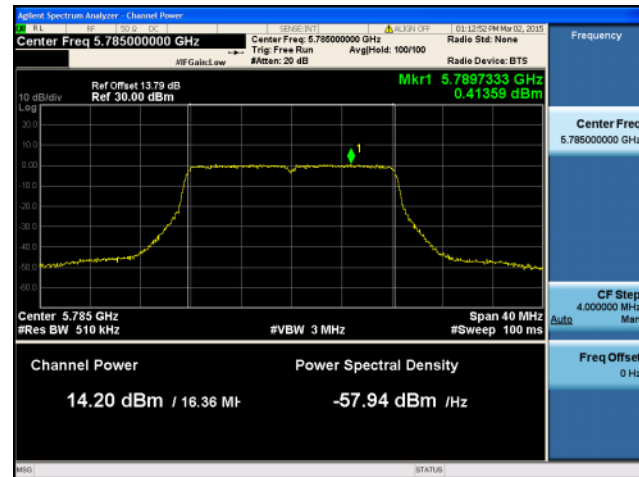 Agilent Spectrum Analyzer - Channel Power
RL RF 50 Ω DC SENSE:INT ALIGN OFF 01:12:52 PM Mar 02, 2015
Center Freq 5.785000000 GHz
Center Freq: 5.785000000 GHz
Radio Std: None
Trig: Free Run Avg|Hold: 100/100
#IFGain:Low #Atten: 20 dB Radio Device: BTS
Ref Offset 13.79 dB
10 dB/div Ref 30.00 dBm
Mkr1 5.7897333 GHz
0.41359 dBm
Log
20.0
10.0
0.00
-10.0
-20.0
-30.0
-40.0
-50.0
-60.0
1
Center 5.785 GHz Span 40 MHz
#Res BW 510 kHz #VBW 3 MHz #Sweep 100 ms
Channel Power Power Spectral Density
14.20 dBm / 16.36 MH -57.94 dBm /Hz
MSG STATUS
Frequency
Center Freq
5.785000000 GHz
CF Step
4.000000 MHz
Auto Man
Freq Offset
0 Hz